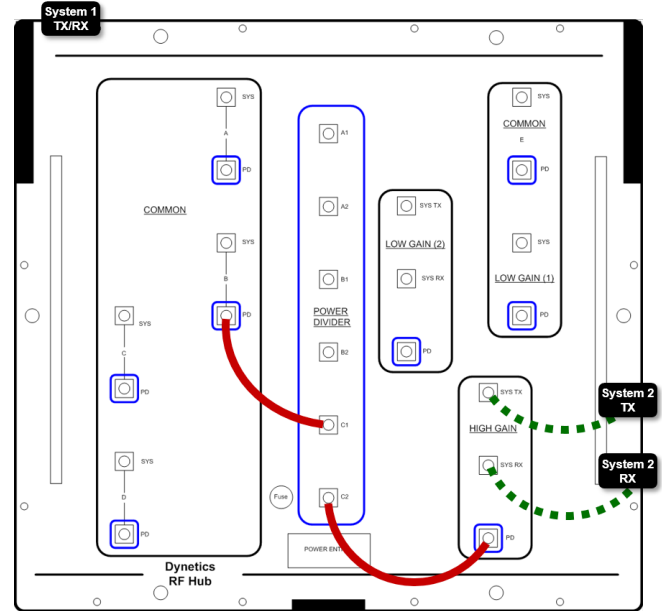 System 1
TX/RX
SYS
A
PD
COMMON
SYS
B
PD
SYS
C
PD
SYS
D
PD
A1
A2
B1
POWER
DIVIDER
B2
C1
C2
Fuse
POWER
Dynetics
RF Hub
SYS TX
LOW GAIN (2)
SYS RX
PD
SYS
COMMON
E
PD
SYS
LOW GAIN (1)
PD
SYS TX
HIGH GAIN
SYS RX
PD
System 2
TX
System 2
RX